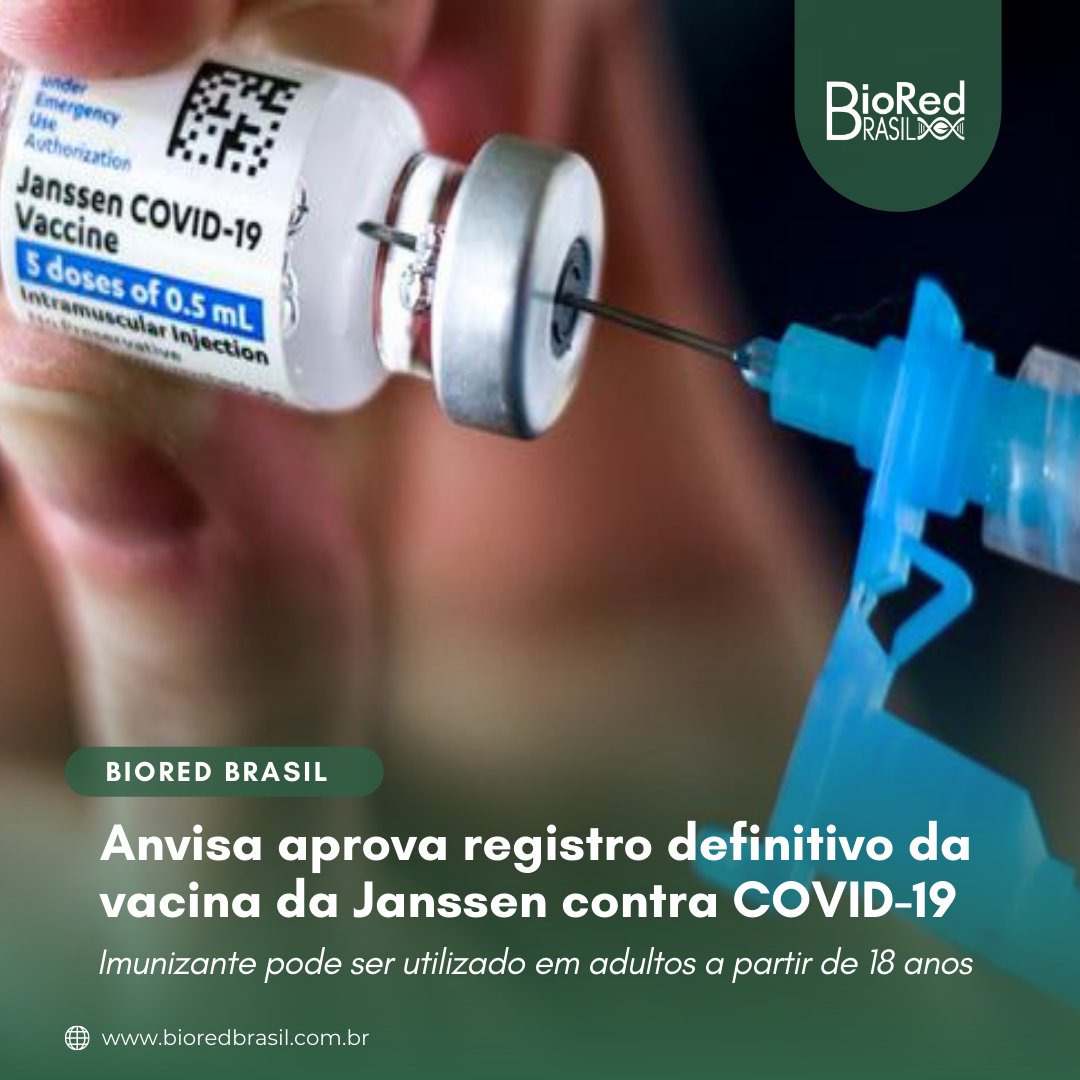 under
Emergency
Use
Authorization
Janssen COVID-19
Vaccine
5 doses of 0.5 mL
Intramuscular Injection
No Preservative
BioRed
BRASIL
BIORED BRASIL
Anvisa aprova registro definitivo da
vacina da Janssen contra COVID-19
Imunizante pode ser utilizado em adultos a partir de 18 anos
www.bioredbrasil.com.br